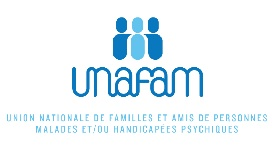 unafam
UNION NATIONALE DE FAMILLES ET AMIS DE PERSONNES
MALADES ET/OU HANDICAPÉES PSYCHIQUES